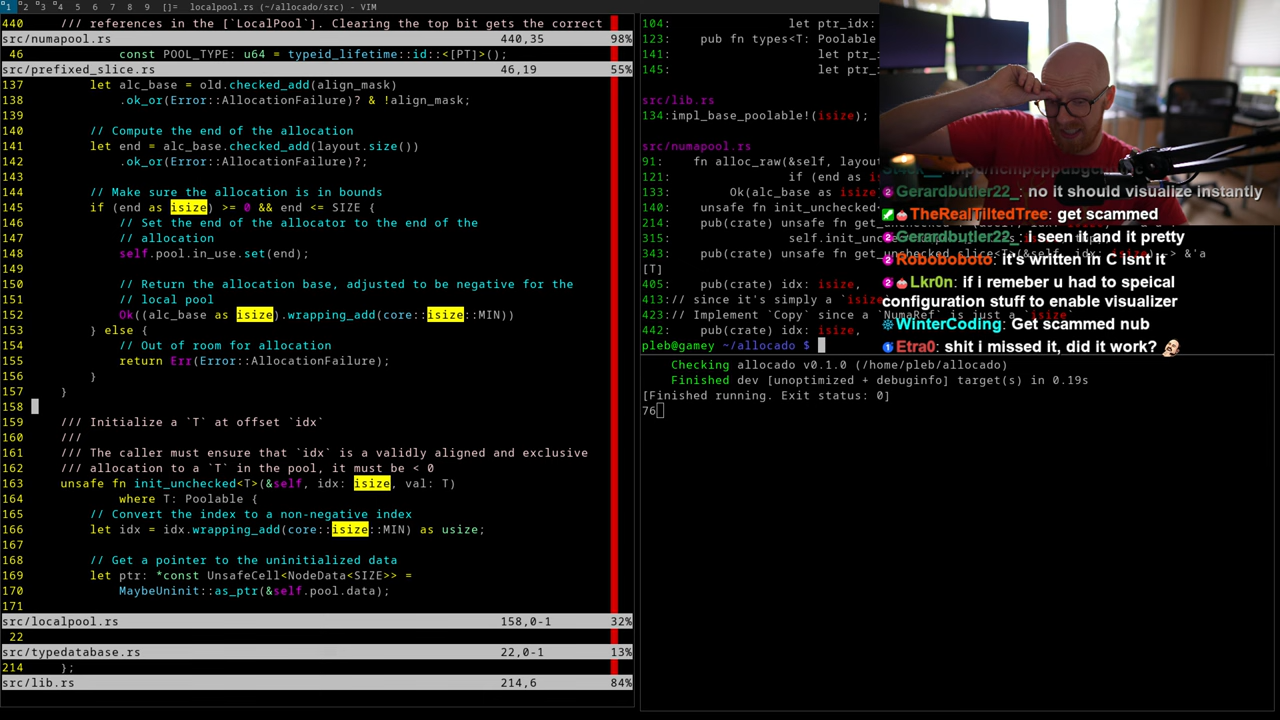 1 2 3 4 5 6 7 8 9 []= localpool.rs (~/allocado/src) - VIM
440 /// references in the [`LocalPool`]. Clearing the top bit gets the correct
src/numapool.rs 440,35 98%
46 const POOL_TYPE: u64 = typeid_lifetime::id::<[PT]>();
src/prefixed_slice.rs 46,19 55%
137 let alc_base = old.checked_add(align_mask)
138 .ok_or(Error::AllocationFailure)? & !align_mask;
139
140 // Compute the end of the allocation
141 let end = alc_base.checked_add(layout.size())
142 .ok_or(Error::AllocationFailure)?;
143
144 // Make sure the allocation is in bounds
145 if (end as isize) >= 0 && end <= SIZE {
146 // Set the end of the allocator to the end of the
147 // allocation
148 self.pool.in_use.set(end);
149
150 // Return the allocation base, adjusted to be negative for the
151 // local pool
152 Ok((alc_base as isize).wrapping_add(core::isize::MIN))
153 } else {
154 // Out of room for allocation
155 return Err(Error::AllocationFailure);
156 }
157 }
158
159 /// Initialize a `T` at offset `idx`
160 ///
161 /// The caller must ensure that `idx` is a validly aligned and exclusive
162 /// allocation to a `T` in the pool, it must be < 0
163 unsafe fn init_unchecked<T>(&self, idx: isize, val: T)
164 where T: Poolable {
165 // Convert the index to a non-negative index
166 let idx = idx.wrapping_add(core::isize::MIN) as usize;
167
168 // Get a pointer to the uninitialized data
169 let ptr: *const UnsafeCell<NodeData<SIZE>> =
170 MaybeUninit::as_ptr(&self.pool.data);
171
src/localpool.rs 158,0-1 32%
22
src/typedatabase.rs 22,0-1 13%
214 };
src/lib.rs 214,6 84%
104: let ptr_idx:
123: pub fn types<T: Poolable
141: let ptr_
145: let ptr_
src/lib.rs
134:impl_base_poolable!(isize);
src/numapool.rs
91: fn alloc_raw(&self, layou
121: if (end as
133: Ok(alc_base as isize
140: unsafe fn init_unchecked
214: pub(crate) unsafe fn get_unchecked
315: self.init_unc
343: pub(crate) unsafe fn get_unchecked_slice<T>(&self, idx: isize) -> &'a
[T]
405: pub(crate) idx: isize,
413:// since it's simply a `isize
423:// Implement `Copy` since a `NumaRef` is just a `isize`
442: pub(crate) idx: isize,
pleb@gamey ~/allocado $
Checking allocado v0.1.0 (/home/pleb/allocado)
Finished dev [unoptimized + debuginfo] target(s) in 0.19s
[Finished running. Exit status: 0]
76
Gerardbutler22_: no it should visualize instantly
TheRealTiltedTree: get scammed
Gerardbutler22_: i seen it and it pretty
Roboboboto: it's written in C isnt it
Lkr0n: if i remeber u had to speical
configuration stuff to enable visualizer
WinterCoding: Get scammed nub
Etra0: shit i missed it, did it work?